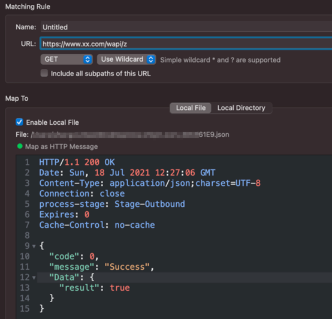 Matching Rule
Name: Untitled
URL: https://www.xx.com/wapi/z
GET Use Wildcard Simple wildcard * and ? are supported
Include all subpaths of this URL
Map To
Local File Local Directory
Enable Local File
File: 61E9.json
Map as HTTP Message
1 HTTP/1.1 200 OK
2 Date: Sun, 18 Jul 2021 12:27:06 GMT
3 Content-Type: application/json;charset=UTF-8
4 Connection: close
5 process-stage: Stage-Outbound
6 Expires: 0
7 Cache-Control: no-cache
8
9 {
10 "code": 0,
11 "message": "Success",
12 "Data": {
13 "result": true
14 }
15 }